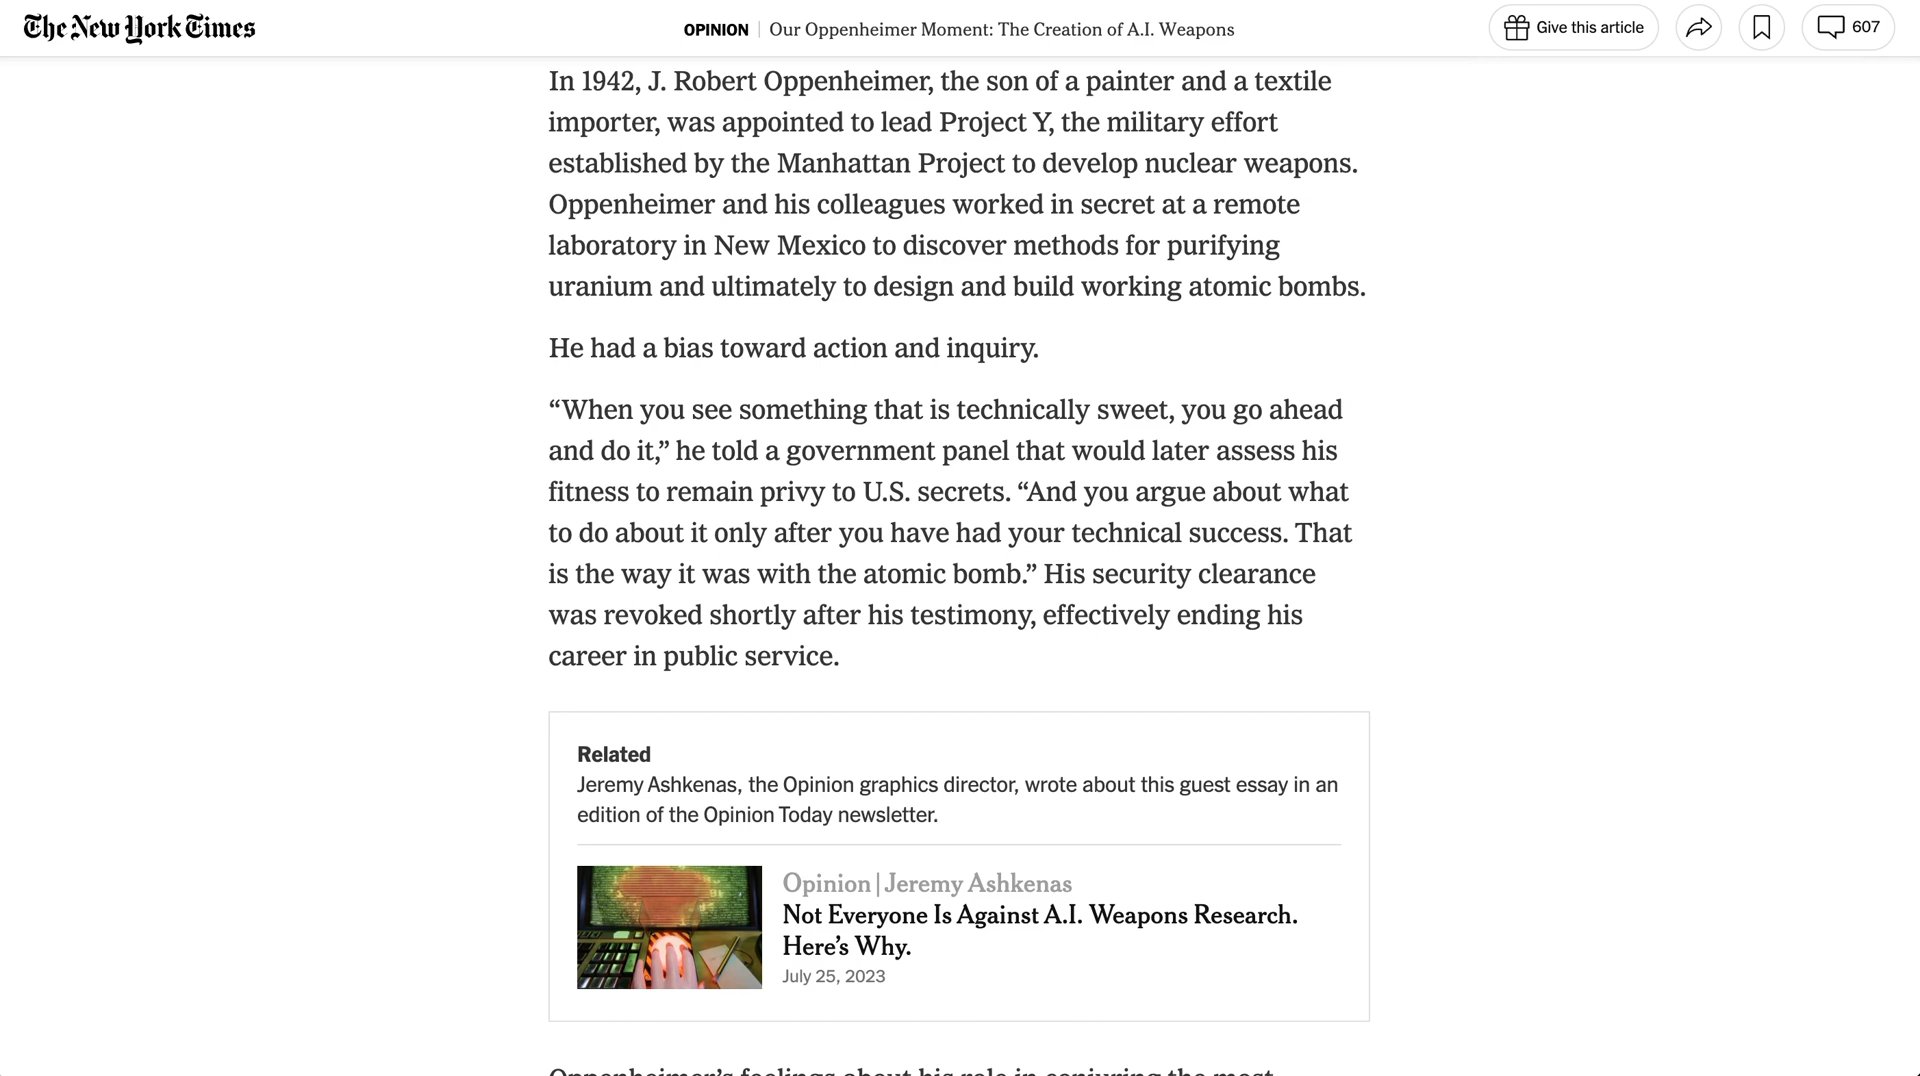 The New York Times
OPINION | Our Oppenheimer Moment: The Creation of A.I. Weapons
Give this article
607
In 1942, J. Robert Oppenheimer, the son of a painter and a textile
importer, was appointed to lead Project Y, the military effort
established by the Manhattan Project to develop nuclear weapons.
Oppenheimer and his colleagues worked in secret at a remote
laboratory in New Mexico to discover methods for purifying
uranium and ultimately to design and build working atomic bombs.
He had a bias toward action and inquiry.
“When you see something that is technically sweet, you go ahead
and do it,” he told a government panel that would later assess his
fitness to remain privy to U.S. secrets. “And you argue about what
to do about it only after you have had your technical success. That
is the way it was with the atomic bomb.” His security clearance
was revoked shortly after his testimony, effectively ending his
career in public service.
Related
Jeremy Ashkenas, the Opinion graphics director, wrote about this guest essay in an
edition of the Opinion Today newsletter.
Opinion | Jeremy Ashkenas
Not Everyone Is Against A.I. Weapons Research.
Here’s Why.
July 25, 2023
Oppenheimer’s feelings about his role in conjuring the most